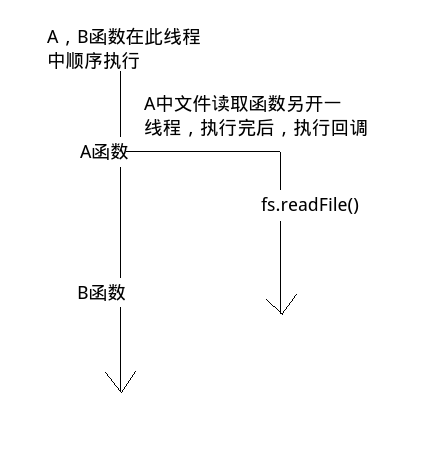 A，B函数在此线程
中顺序执行
A中文件读取函数另开一
线程，执行完后，执行回调
A函数
fs.readFile()
B函数